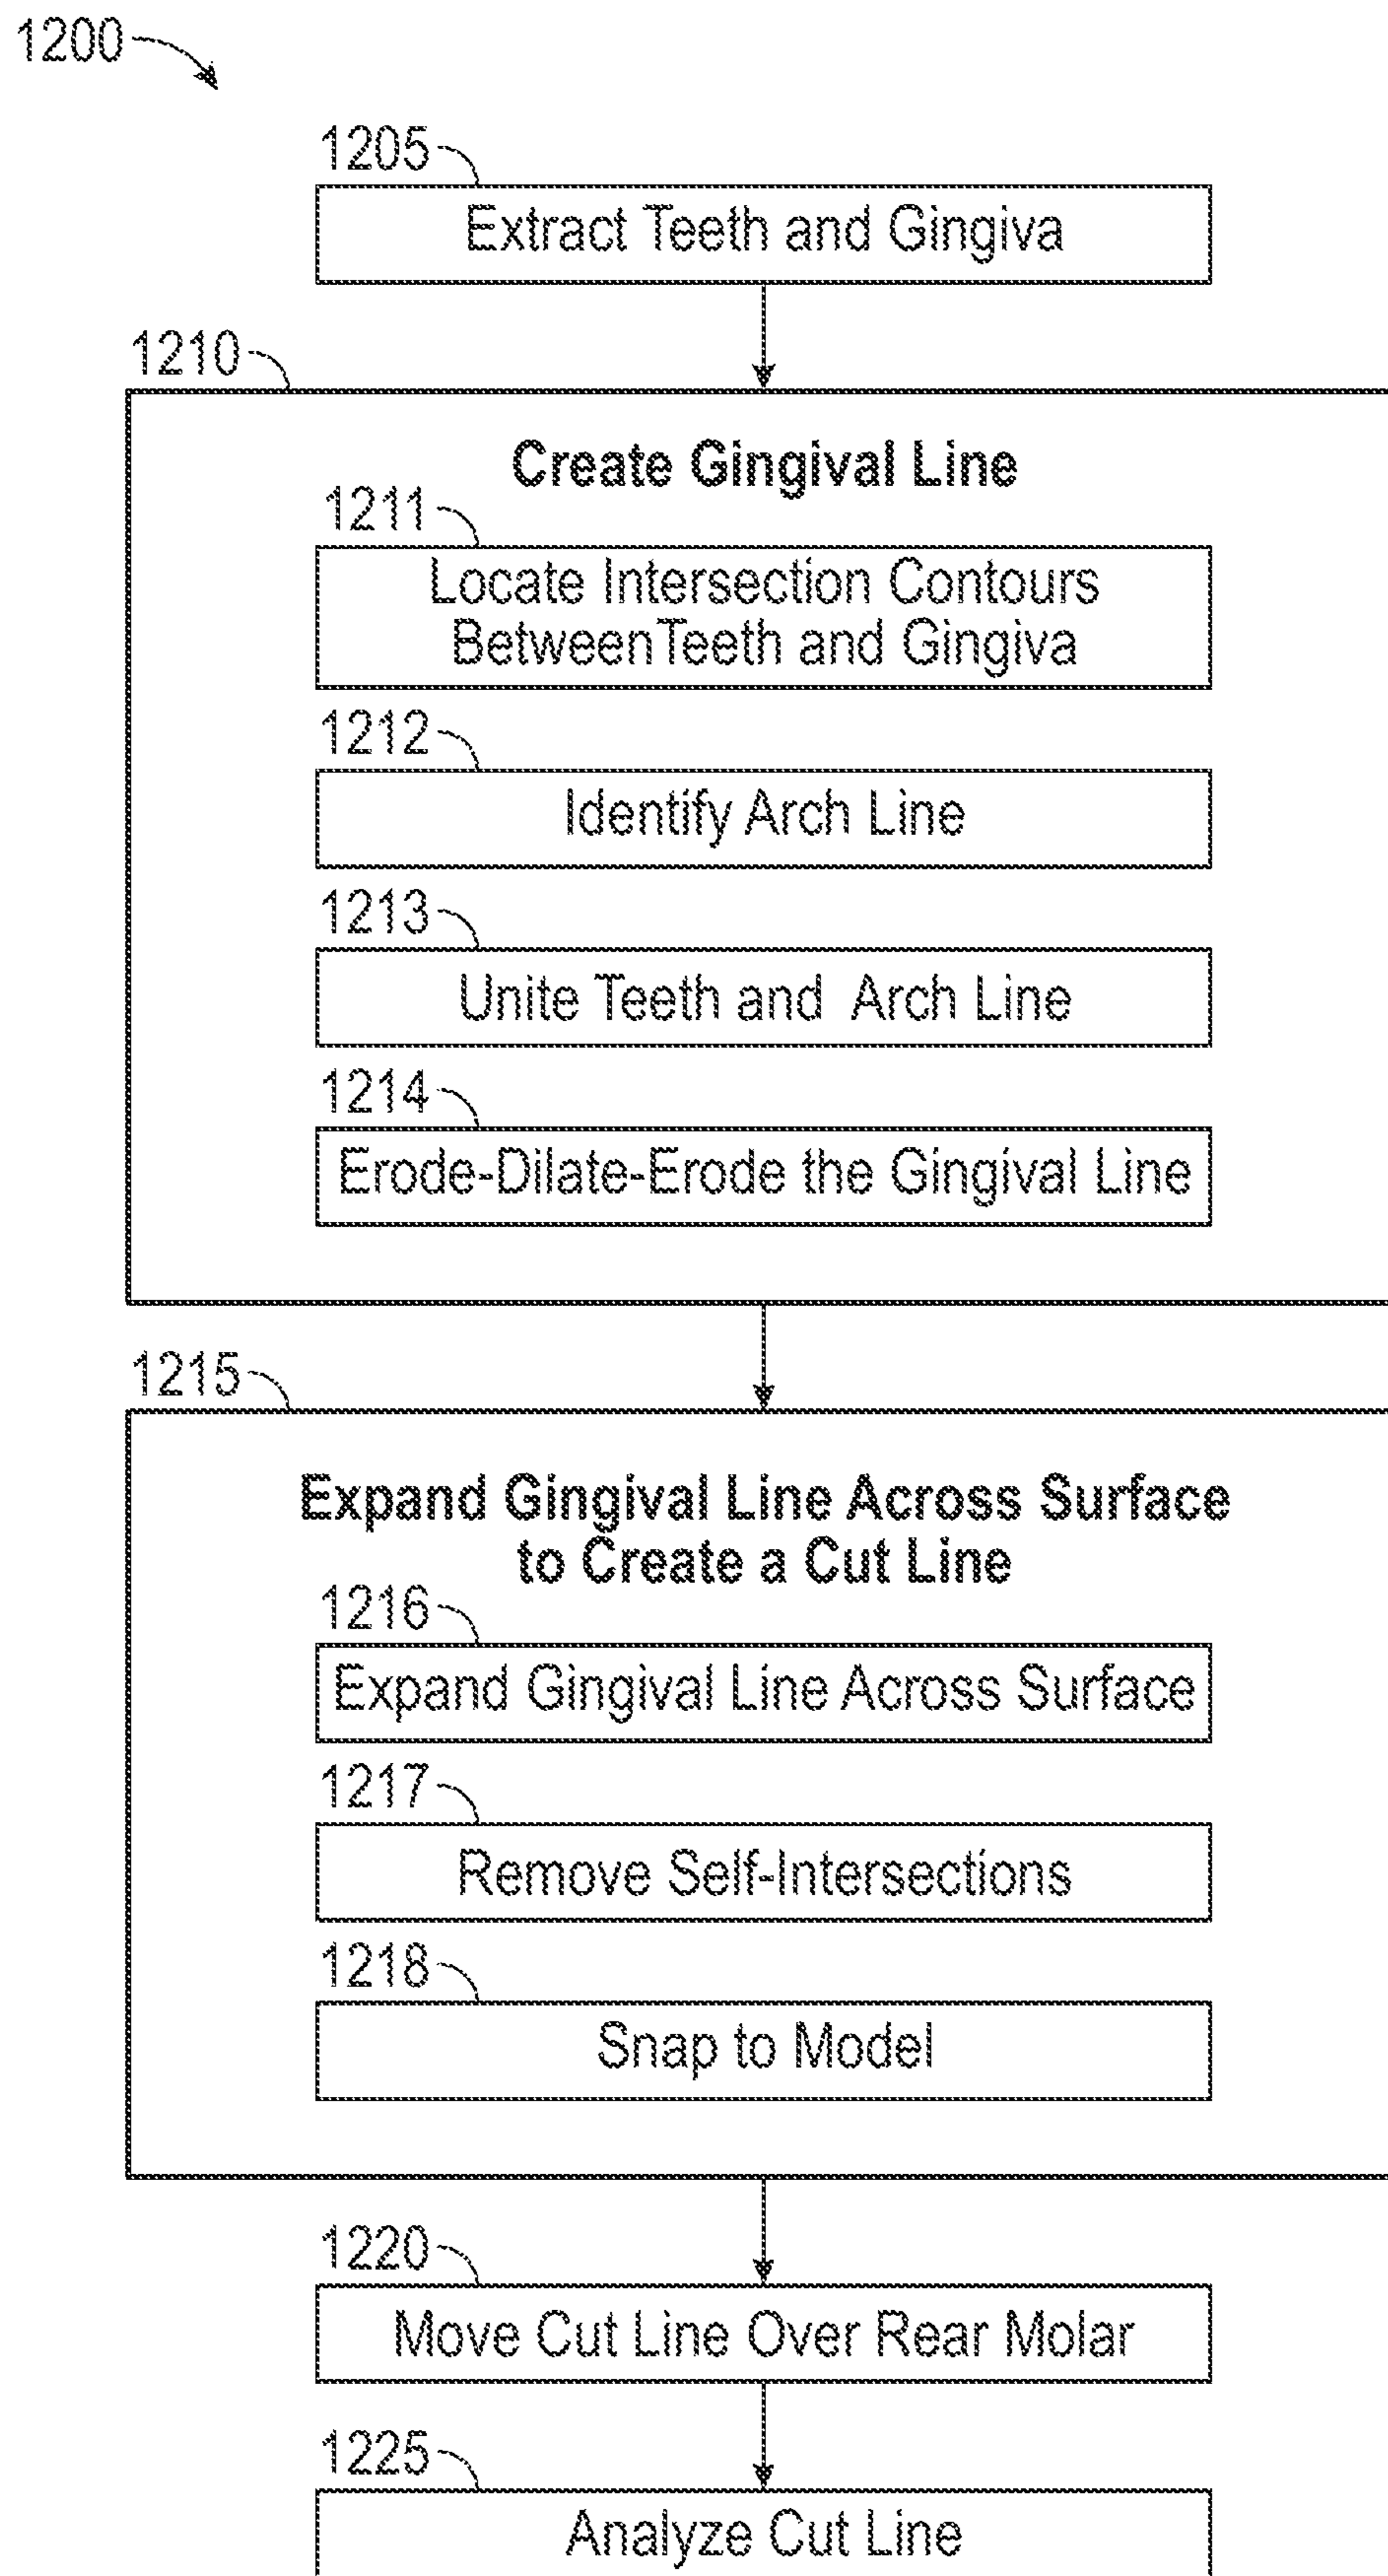 1200
1205
Extract Teeth and Gingiva
1210
Create Gingival Line
1211
Locate Intersection Contours
BetweenTeeth and Gingiva
1212
Identify Arch Line
1213
Unite Teeth and Arch Line
1214
Erode-Dilate-Erode the Gingival Line
1215
Expand Gingival Line Across Surface
to Create a Cut Line
1216
Expand Gingival Line Across Surface
1217
Remove Self-Intersections
1218
Snap to Model
1220
Move Cut Line Over Rear Molar
1225
Analyze Cut Line